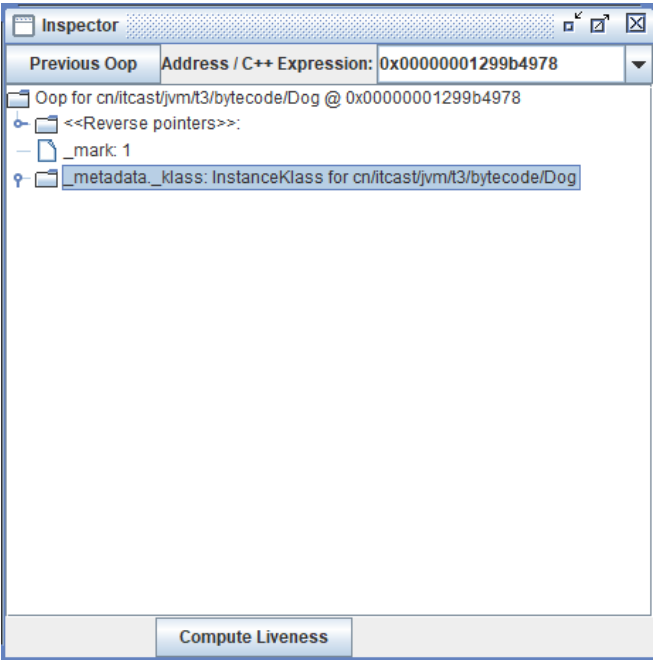 Inspector
Previous Oop Address / C++ Expression: 0x00000001299b4978
Oop for cn/itcast/jvm/t3/bytecode/Dog @ 0x00000001299b4978
<<Reverse pointers>>:
_mark: 1
_metadata._klass: InstanceKlass for cn/itcast/jvm/t3/bytecode/Dog
Compute Liveness